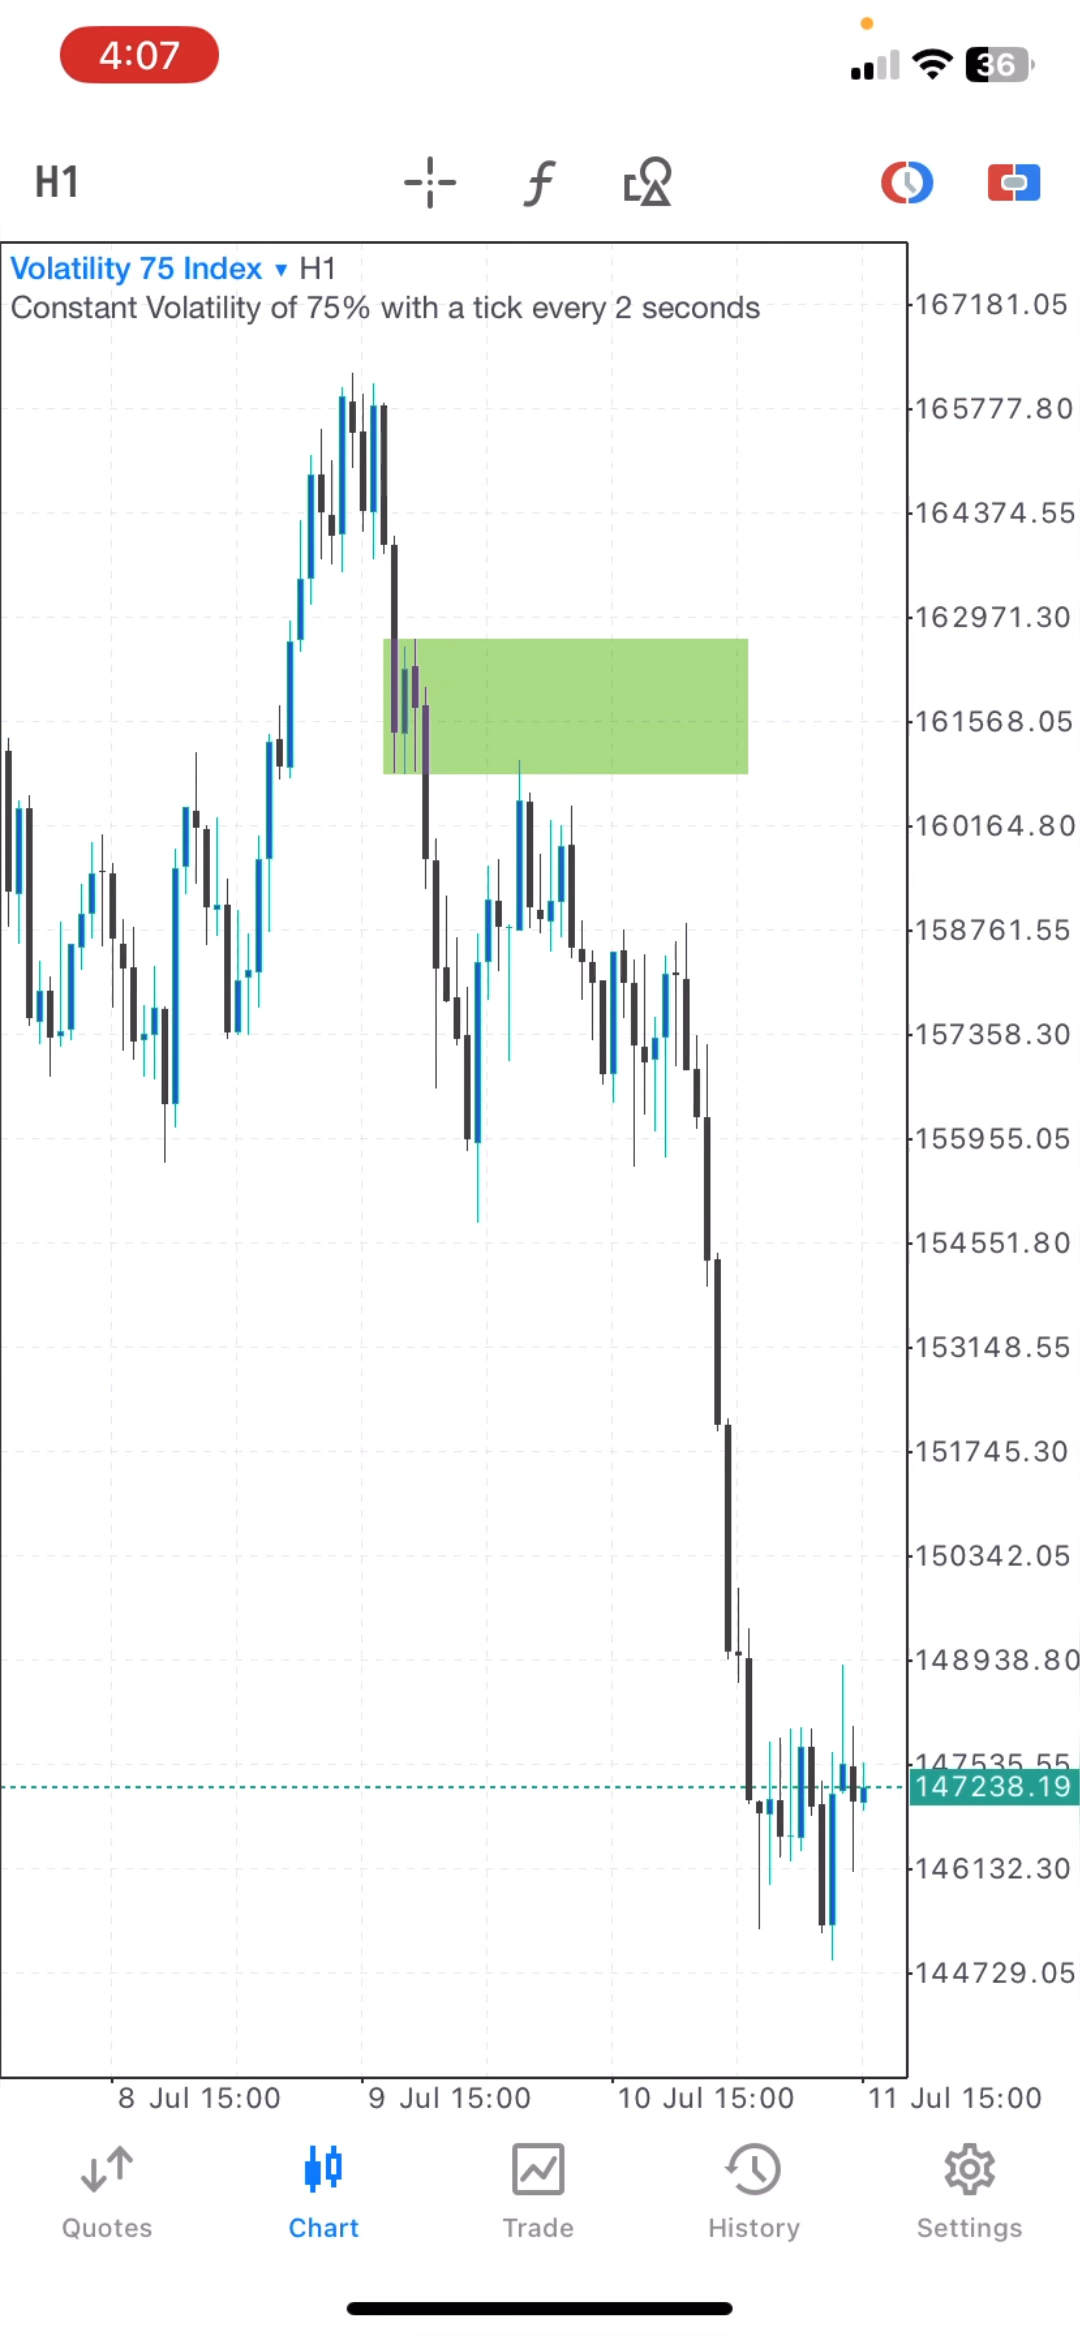 4:07
36
H1
Volatility 75 Index ▾ H1
Constant Volatility of 75% with a tick every 2 seconds
167181.05
165777.80
164374.55
162971.30
161568.05
160164.80
158761.55
157358.30
155955.05
154551.80
153148.55
151745.30
150342.05
148938.80
147535.55
147238.19
146132.30
144729.05
8 Jul 15:00
9 Jul 15:00
10 Jul 15:00
11 Jul 15:00
Quotes
Chart
Trade
History
Settings